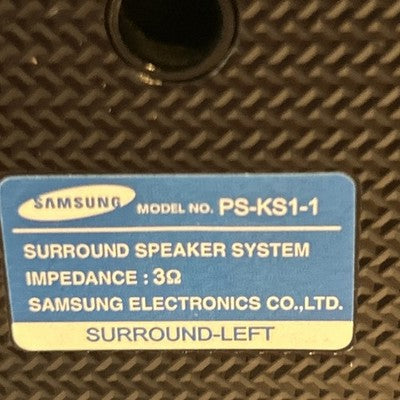 SAMSUNG MODEL NO. PS-KS1-1
SURROUND SPEAKER SYSTEM
IMPEDANCE : 3Ω
SAMSUNG ELECTRONICS CO.,LTD.
SURROUND-LEFT